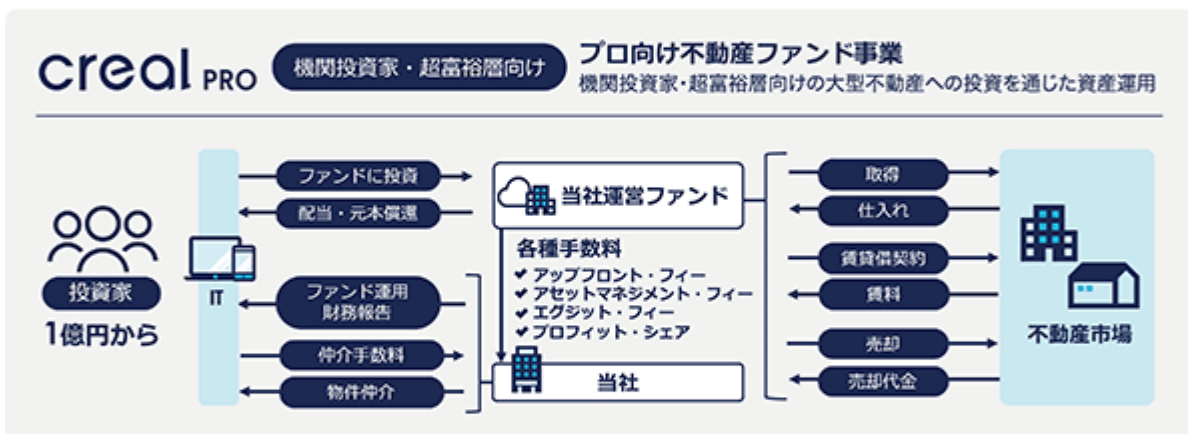 creal PRO
機関投資家・超富裕層向け
プロ向け不動産ファンド事業
機関投資家・超富裕層向けの大型不動産への投資を通じた資産運用
投資家
1億円から
IT
ファンドに投資
配当・元本償還
ファンド運用
財務報告
仲介手数料
物件仲介
当社運営ファンド
各種手数料
アップフロント・フィー
アセットマネジメント・フィー
エグジット・フィー
プロフィット・シェア
当社
取得
仕入れ
賃貸借契約
賃料
売却
売却代金
不動産市場